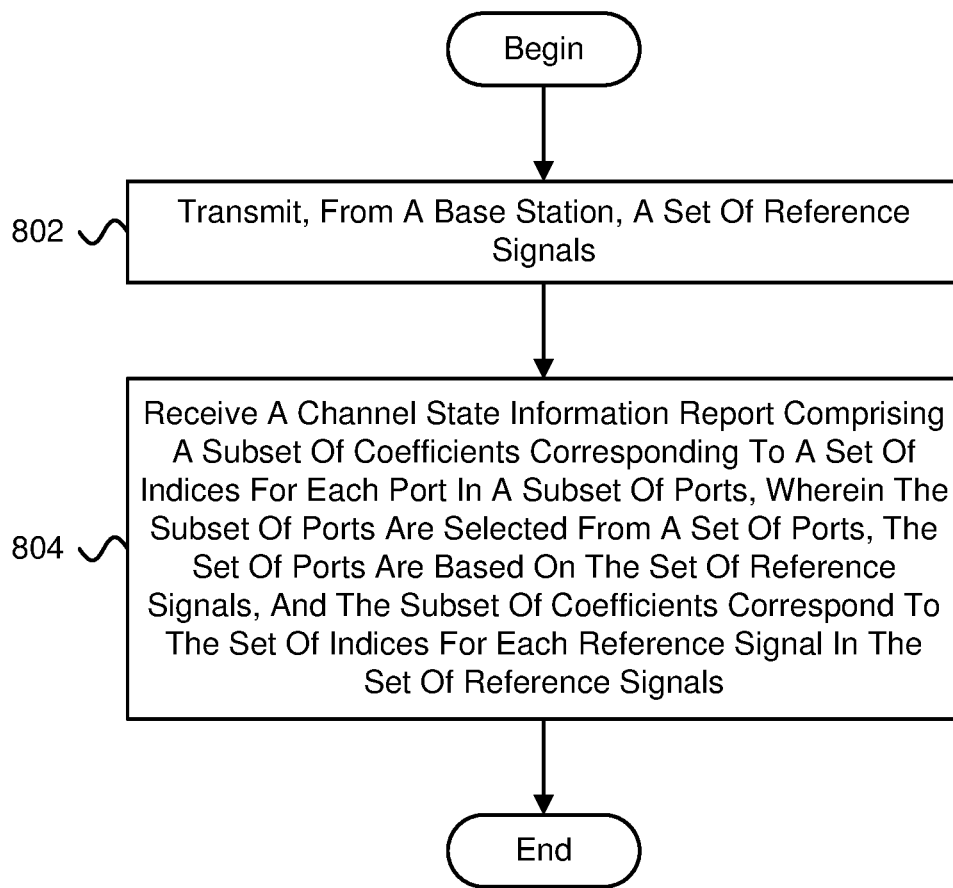 Begin
802
Transmit, From A Base Station, A Set Of Reference
Signals
804
Receive A Channel State Information Report Comprising
A Subset Of Coefficients Corresponding To A Set Of
Indices For Each Port In A Subset Of Ports, Wherein The
Subset Of Ports Are Selected From A Set Of Ports, The
Set Of Ports Are Based On The Set Of Reference
Signals, And The Subset Of Coefficients Correspond To
The Set Of Indices For Each Reference Signal In The
Set Of Reference Signals
End